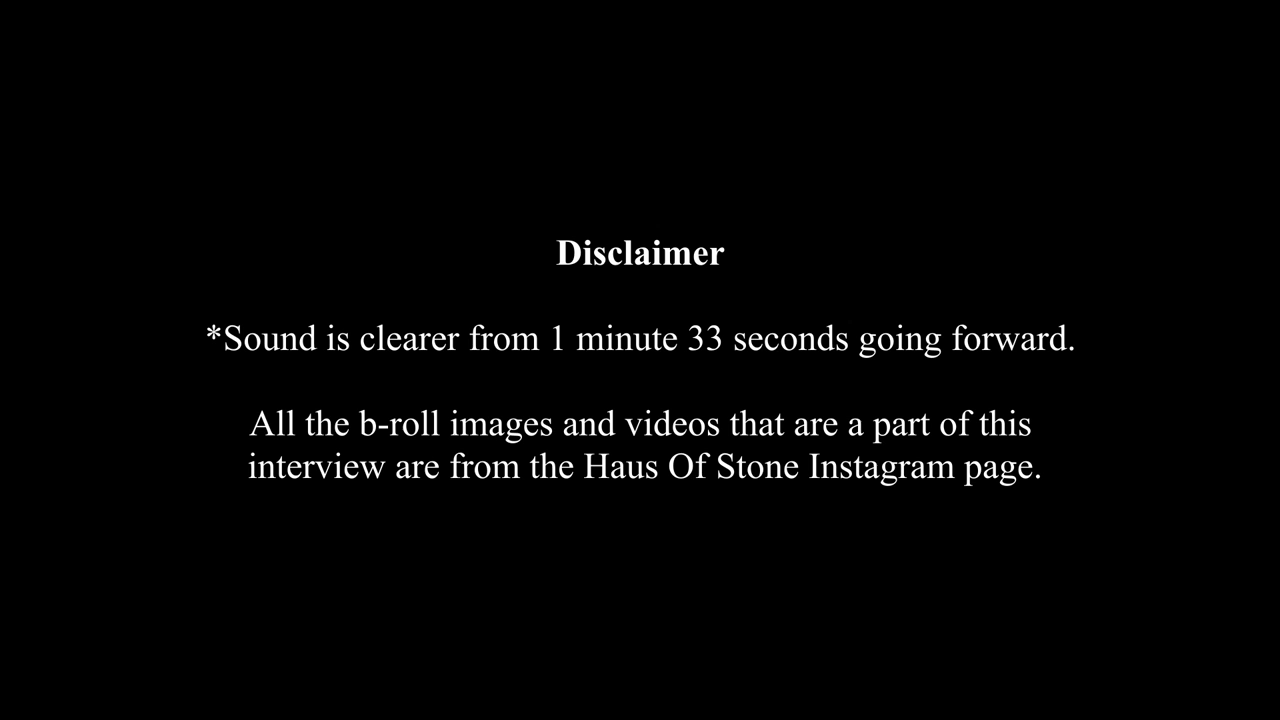 Disclaimer
*Sound is clearer from 1 minute 33 seconds going forward.
All the b-roll images and videos that are a part of this
interview are from the Haus Of Stone Instagram page.